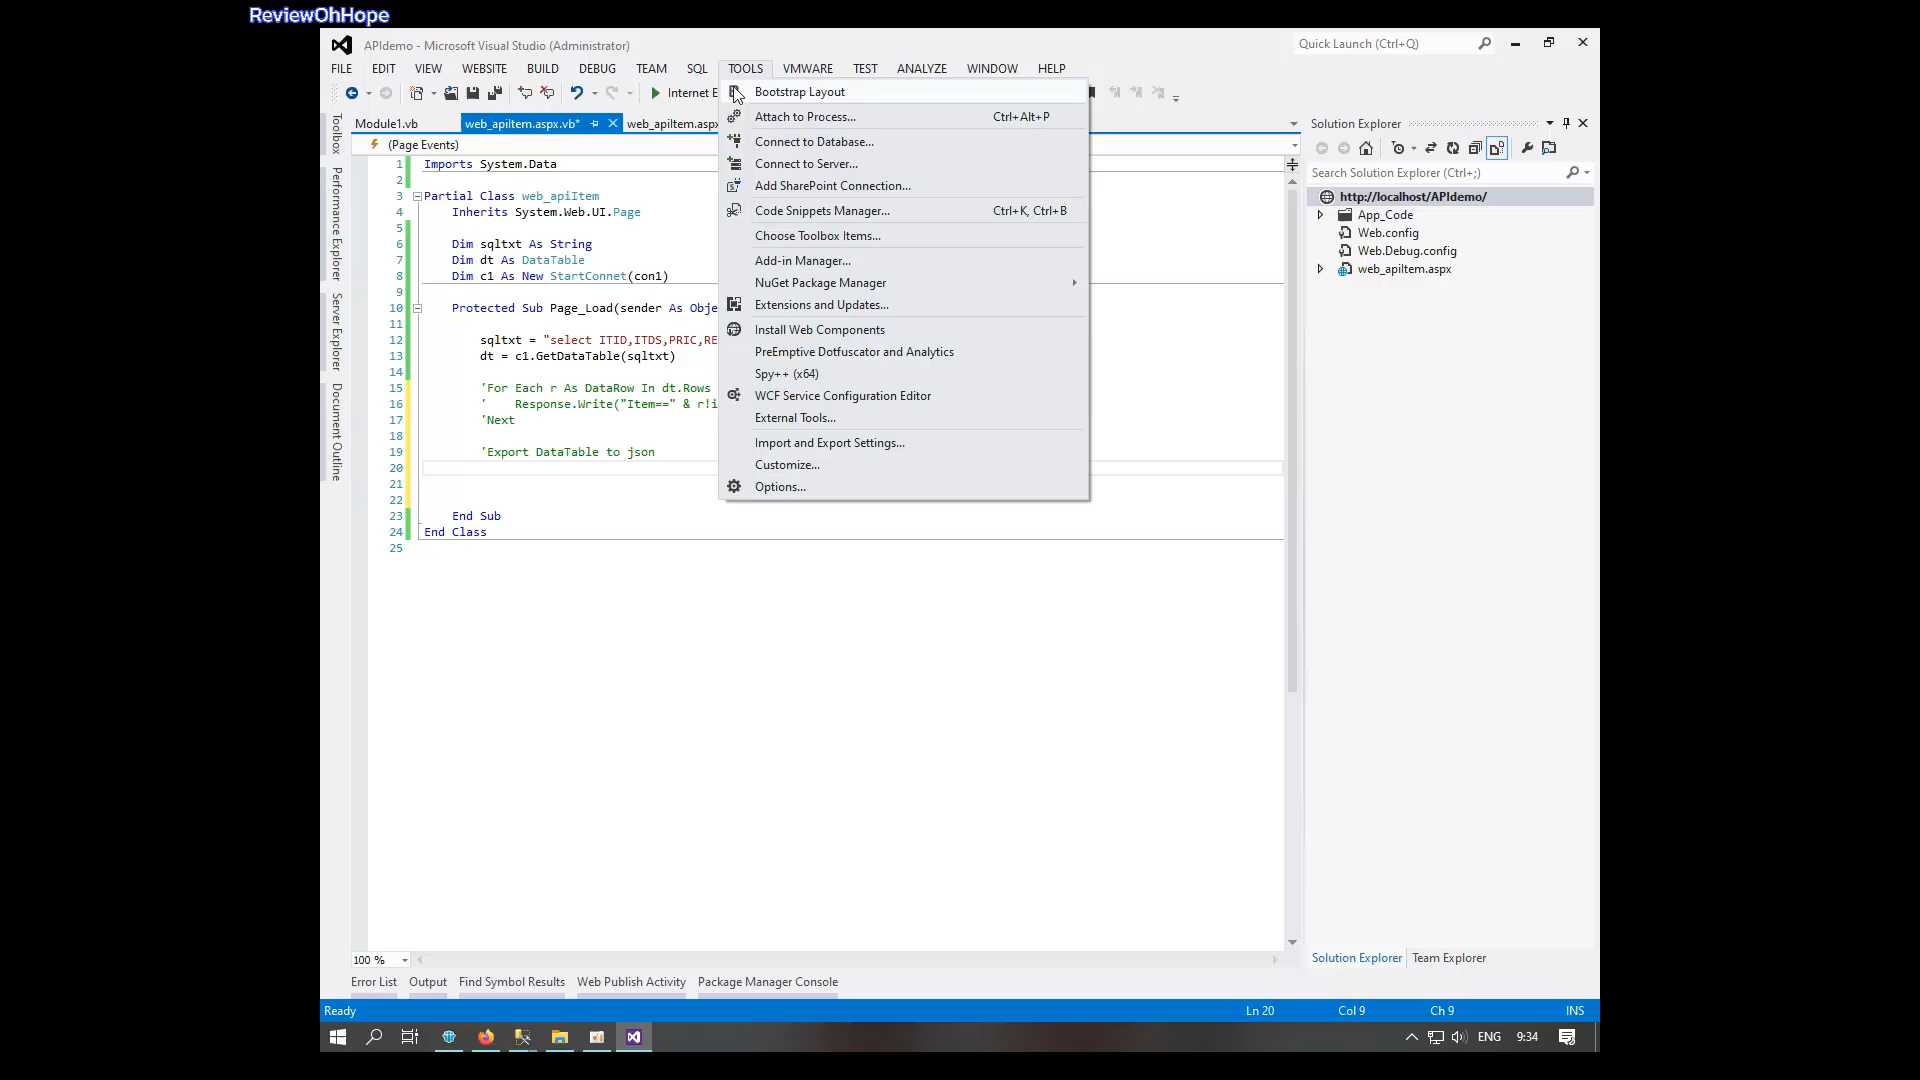 ReviewOhHope
APIdemo - Microsoft Visual Studio (Administrator)
Quick Launch (Ctrl+Q)
FILE EDIT VIEW WEBSITE BUILD DEBUG TEAM SQL TOOLS VMWARE TEST ANALYZE WINDOW HELP
Internet E
Module1.vb web_apiItem.aspx.vb* web_apiItem.aspx
(Page Events)
Toolbox
Performance Explorer
Server Explorer
Document Outline
1 Imports System.Data
2
3 Partial Class web_apiItem
4 Inherits System.Web.UI.Page
5
6 Dim sqltxt As String
7 Dim dt As DataTable
8 Dim c1 As New StartConnet(con1)
9
10 Protected Sub Page_Load(sender As Obje
11
12 sqltxt = "select ITID,ITDS,PRIC,RE
13 dt = c1.GetDataTable(sqltxt)
14
15 'For Each r As DataRow In dt.Rows
16 ' Response.Write("Item==" & r!i
17 'Next
18
19 'Export DataTable to json
20
21
22
23 End Sub
24 End Class
25
Bootstrap Layout
Attach to Process... Ctrl+Alt+P
Connect to Database...
Connect to Server...
Add SharePoint Connection...
Code Snippets Manager... Ctrl+K, Ctrl+B
Choose Toolbox Items...
Add-in Manager...
NuGet Package Manager
Extensions and Updates...
Install Web Components
PreEmptive Dotfuscator and Analytics
Spy++ (x64)
WCF Service Configuration Editor
External Tools...
Import and Export Settings...
Customize...
Options...
Solution Explorer
Search Solution Explorer (Ctrl+;)
http://localhost/APIdemo/
App_Code
Web.config
Web.Debug.config
web_apiItem.aspx
100 %
Solution Explorer Team Explorer
Error List Output Find Symbol Results Web Publish Activity Package Manager Console
Ready Ln 20 Col 9 Ch 9 INS
ENG 9:34